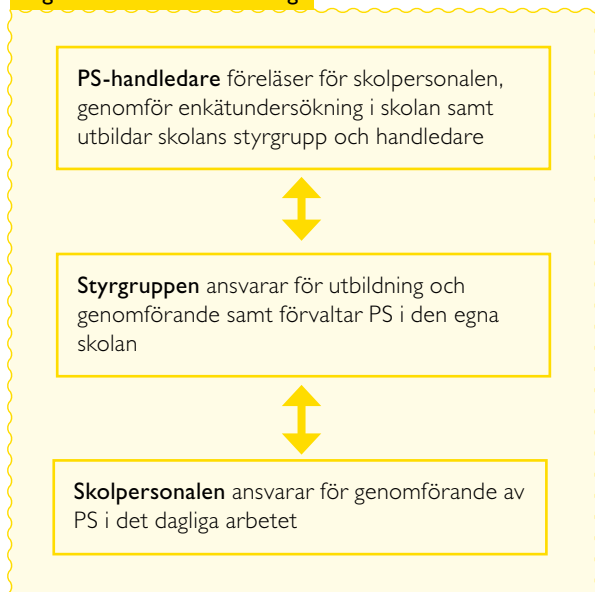 PS-handledare föreläser för skolpersonalen,
genomför enkätundersökning i skolan samt
utbildar skolans styrgrupp och handledare
Styrgruppen ansvarar för utbildning och
genomförande samt förvaltar PS i den egna
skolan
Skolpersonalen ansvarar för genomförande av
PS i det dagliga arbetet